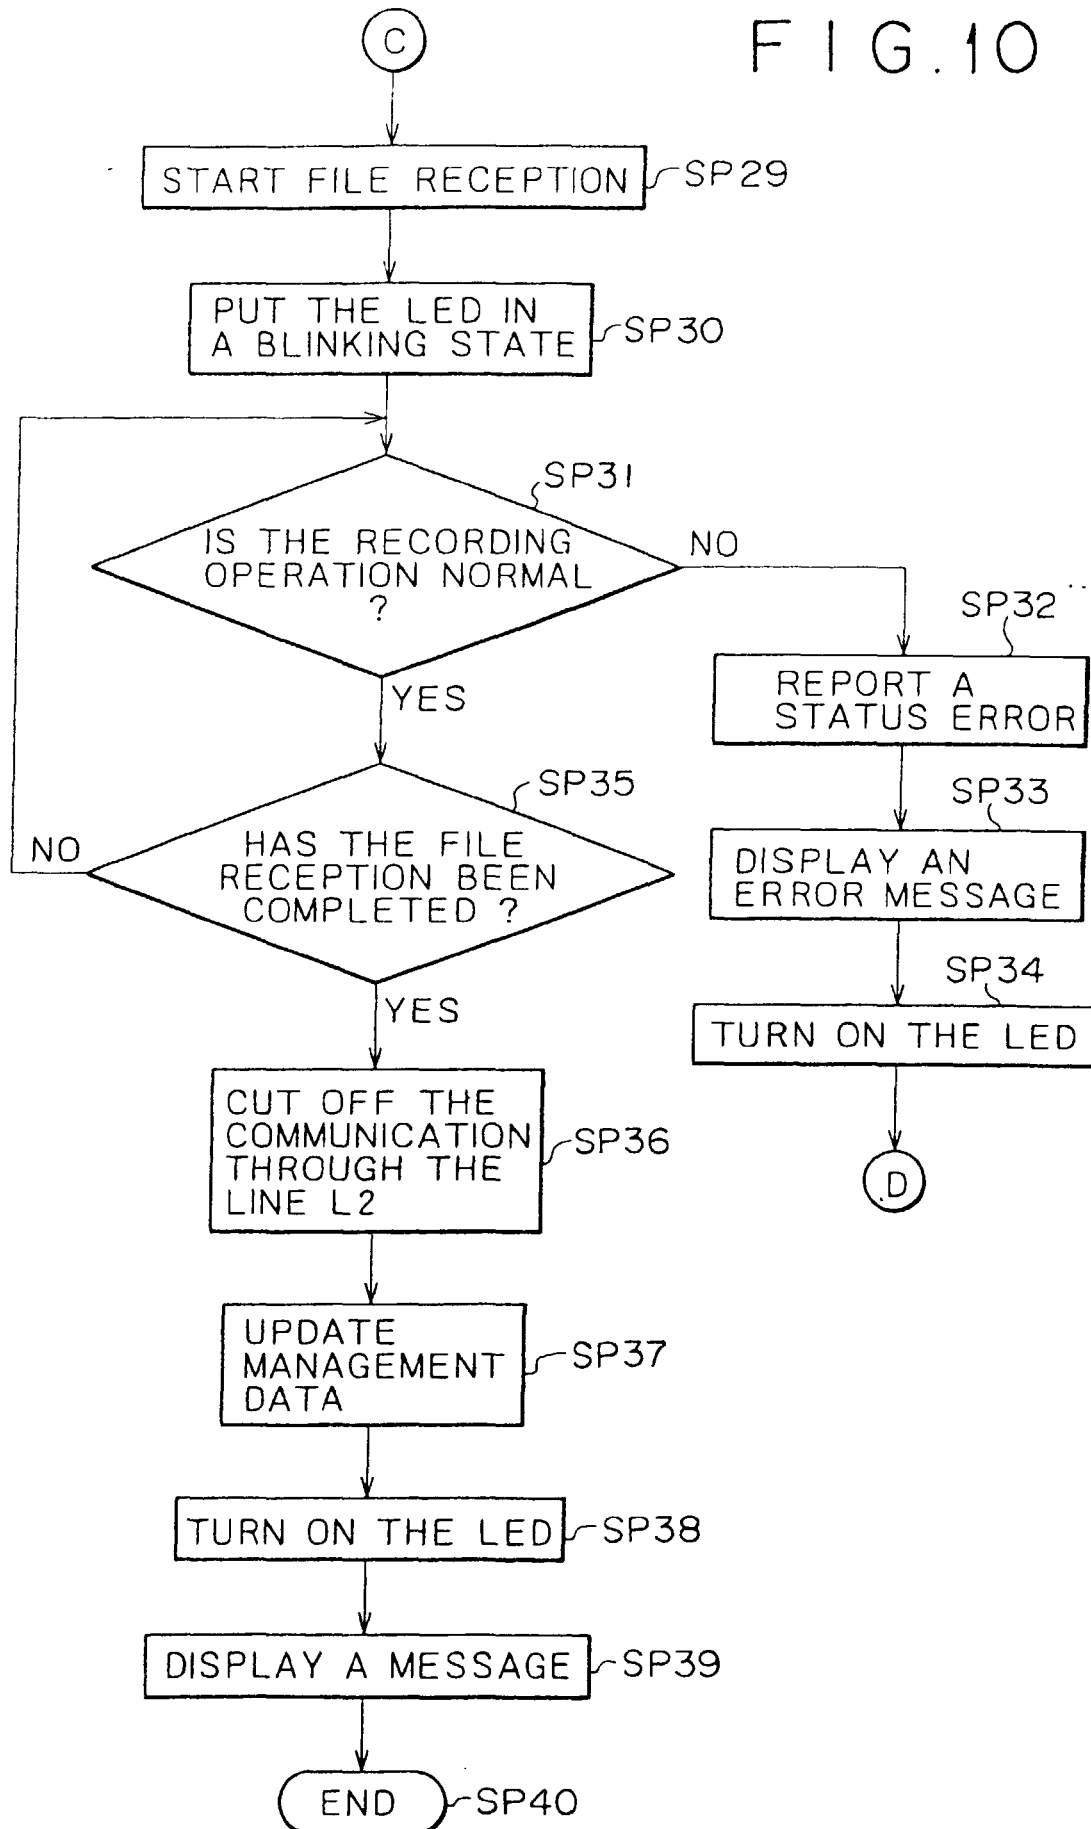 C
FIG.10
START FILE RECEPTION
SP29
PUT THE LED IN
A BLINKING STATE
SP30
SP31
IS THE RECORDING
OPERATION NORMAL
?
NO
YES
SP32
REPORT A
STATUS ERROR
SP33
DISPLAY AN
ERROR MESSAGE
SP34
TURN ON THE LED
D
SP35
HAS THE FILE
RECEPTION BEEN
COMPLETED ?
NO
YES
CUT OFF THE
COMMUNICATION
THROUGH THE
LINE L2
SP36
UPDATE
MANAGEMENT
DATA
SP37
TURN ON THE LED
SP38
DISPLAY A MESSAGE
SP39
END
SP40